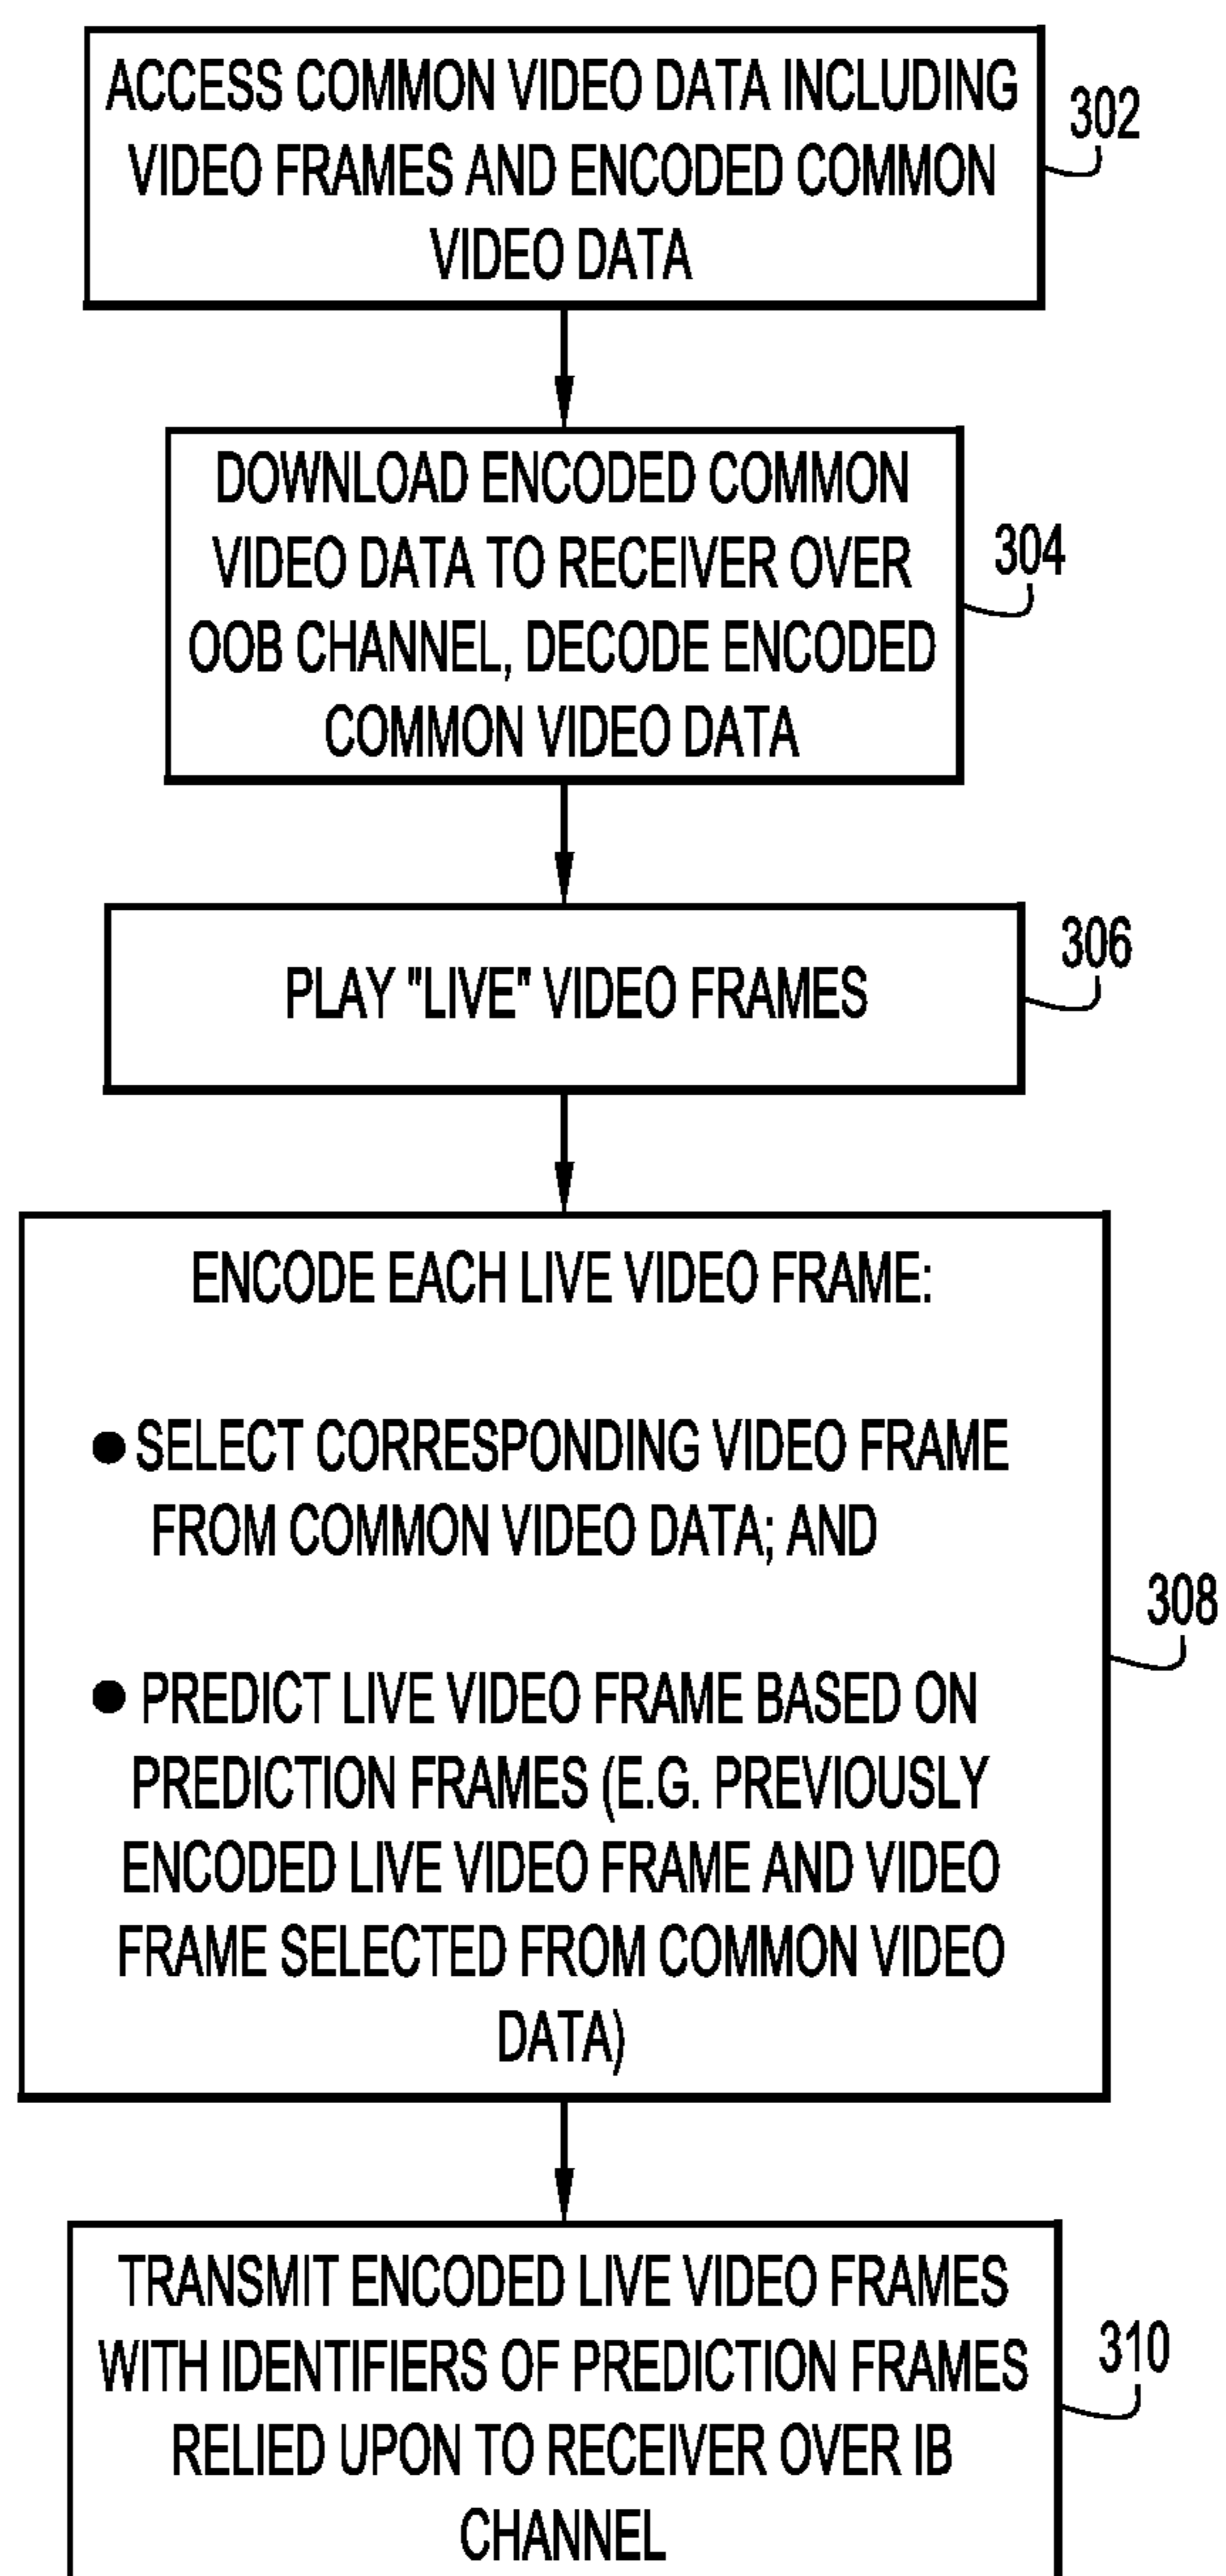 ACCESS COMMON VIDEO DATA INCLUDING
VIDEO FRAMES AND ENCODED COMMON
VIDEO DATA
302
DOWNLOAD ENCODED COMMON
VIDEO DATA TO RECEIVER OVER
OOB CHANNEL, DECODE ENCODED
COMMON VIDEO DATA
304
PLAY "LIVE" VIDEO FRAMES
306
ENCODE EACH LIVE VIDEO FRAME:
● SELECT CORRESPONDING VIDEO FRAME
FROM COMMON VIDEO DATA; AND
● PREDICT LIVE VIDEO FRAME BASED ON
PREDICTION FRAMES (E.G. PREVIOUSLY
ENCODED LIVE VIDEO FRAME AND VIDEO
FRAME SELECTED FROM COMMON VIDEO
DATA)
308
TRANSMIT ENCODED LIVE VIDEO FRAMES
WITH IDENTIFIERS OF PREDICTION FRAMES
RELIED UPON TO RECEIVER OVER IB
CHANNEL
310